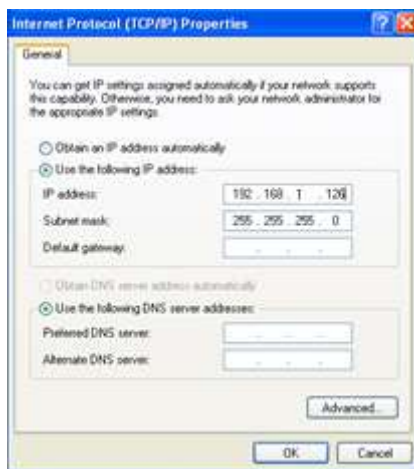 Internet Protocol (TCP/IP) Properties
General
You can get IP settings assigned automatically if your network supports
this capability. Otherwise, you need to ask your network administrator for
the appropriate IP settings.
Obtain an IP address automatically
Use the following IP address:
IP address: 192 . 168 . 1 . 126
Subnet mask: 255 . 255 . 255 . 0
Default gateway: . . .
Obtain DNS server address automatically
Use the following DNS server addresses:
Preferred DNS server: . . .
Alternate DNS server: . . .
Advanced...
OK Cancel